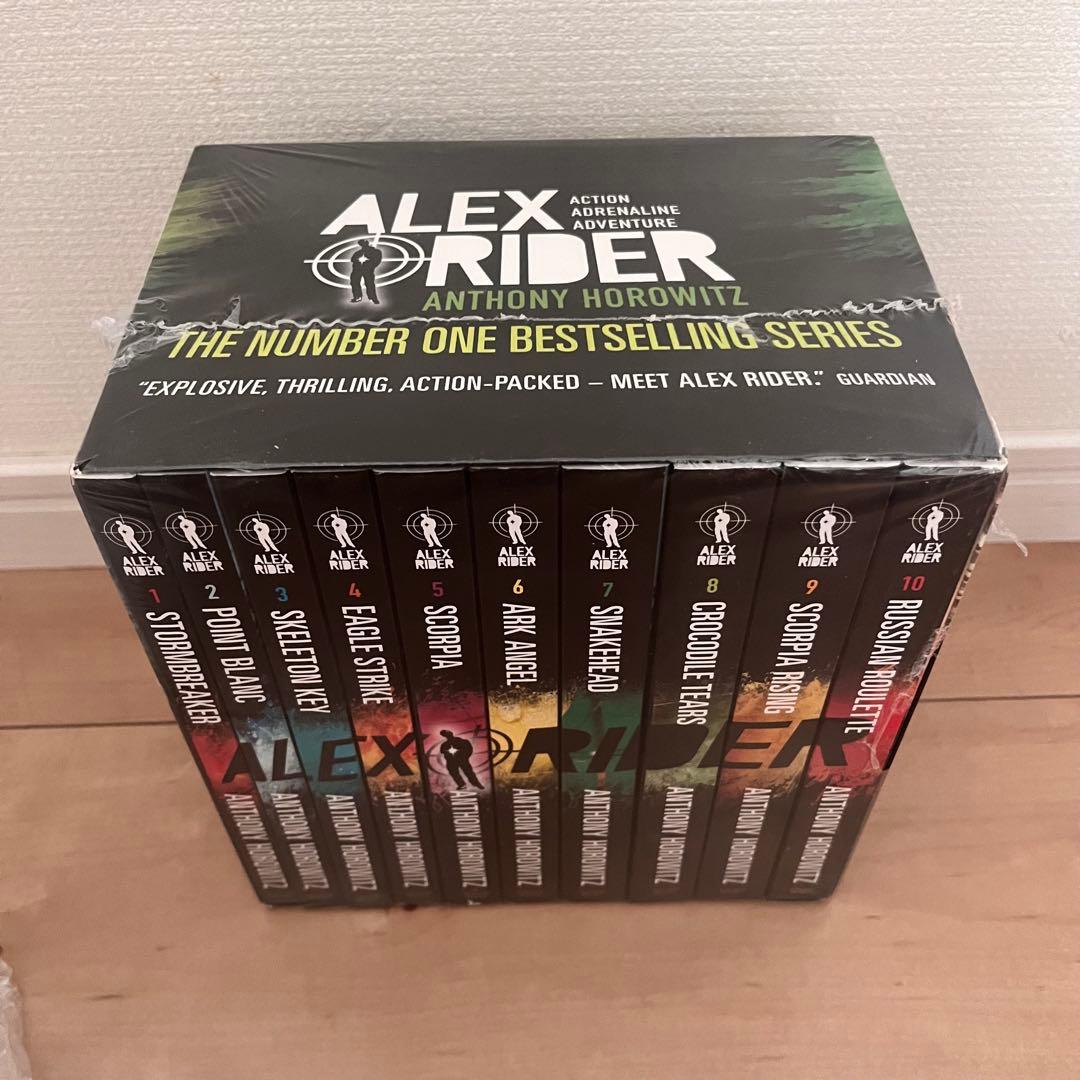 ALEX
ACTION
ADRENALINE
ADVENTURE
RIDER
ANTHONY HOROWITZ
THE NUMBER ONE BESTSELLING SERIES
"EXPLOSIVE, THRILLING, ACTION-PACKED – MEET ALEX RIDER." GUARDIAN
ALEX
RIDER
1 STORMBREAKER
ANTHONY HOROWITZ
ALEX
RIDER
2 POINT BLANC
ANTHONY HOROWITZ
ALEX
RIDER
3 SKELETON KEY
ANTHONY HOROWITZ
ALEX
RIDER
4 EAGLE STRIKE
ANTHONY HOROWITZ
ALEX
RIDER
5 SCORPIA
ANTHONY HOROWITZ
ALEX
RIDER
6 ARK ANGEL
ANTHONY HOROWITZ
ALEX
RIDER
7 SNAKEHEAD
ANTHONY HOROWITZ
ALEX
RIDER
8 CROCODILE TEARS
ANTHONY HOROWITZ
ALEX
RIDER
9 SCORPIA RISING
ANTHONY HOROWITZ
ALEX
RIDER
10 RUSSIAN ROULETTE
ANTHONY HOROWITZ
ALEX RIDER